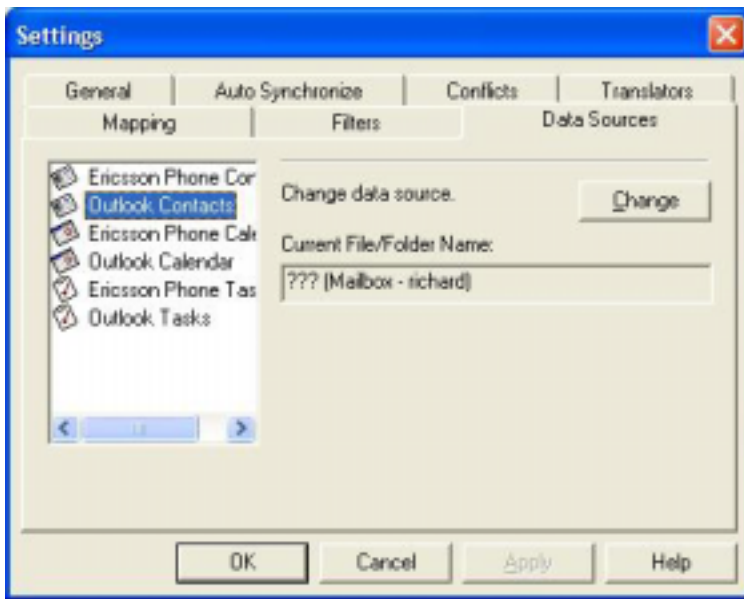 Settings
General Auto Synchronize Conflicts Translators
Mapping Filters Data Sources
Ericsson Phone Cor
Outlook Contacts
Ericsson Phone Cale
Outlook Calendar
Ericsson Phone Tas
Outlook Tasks
Change data source.
Change
Current File/Folder Name:
??? (Mailbox - richard)
OK Cancel Apply Help